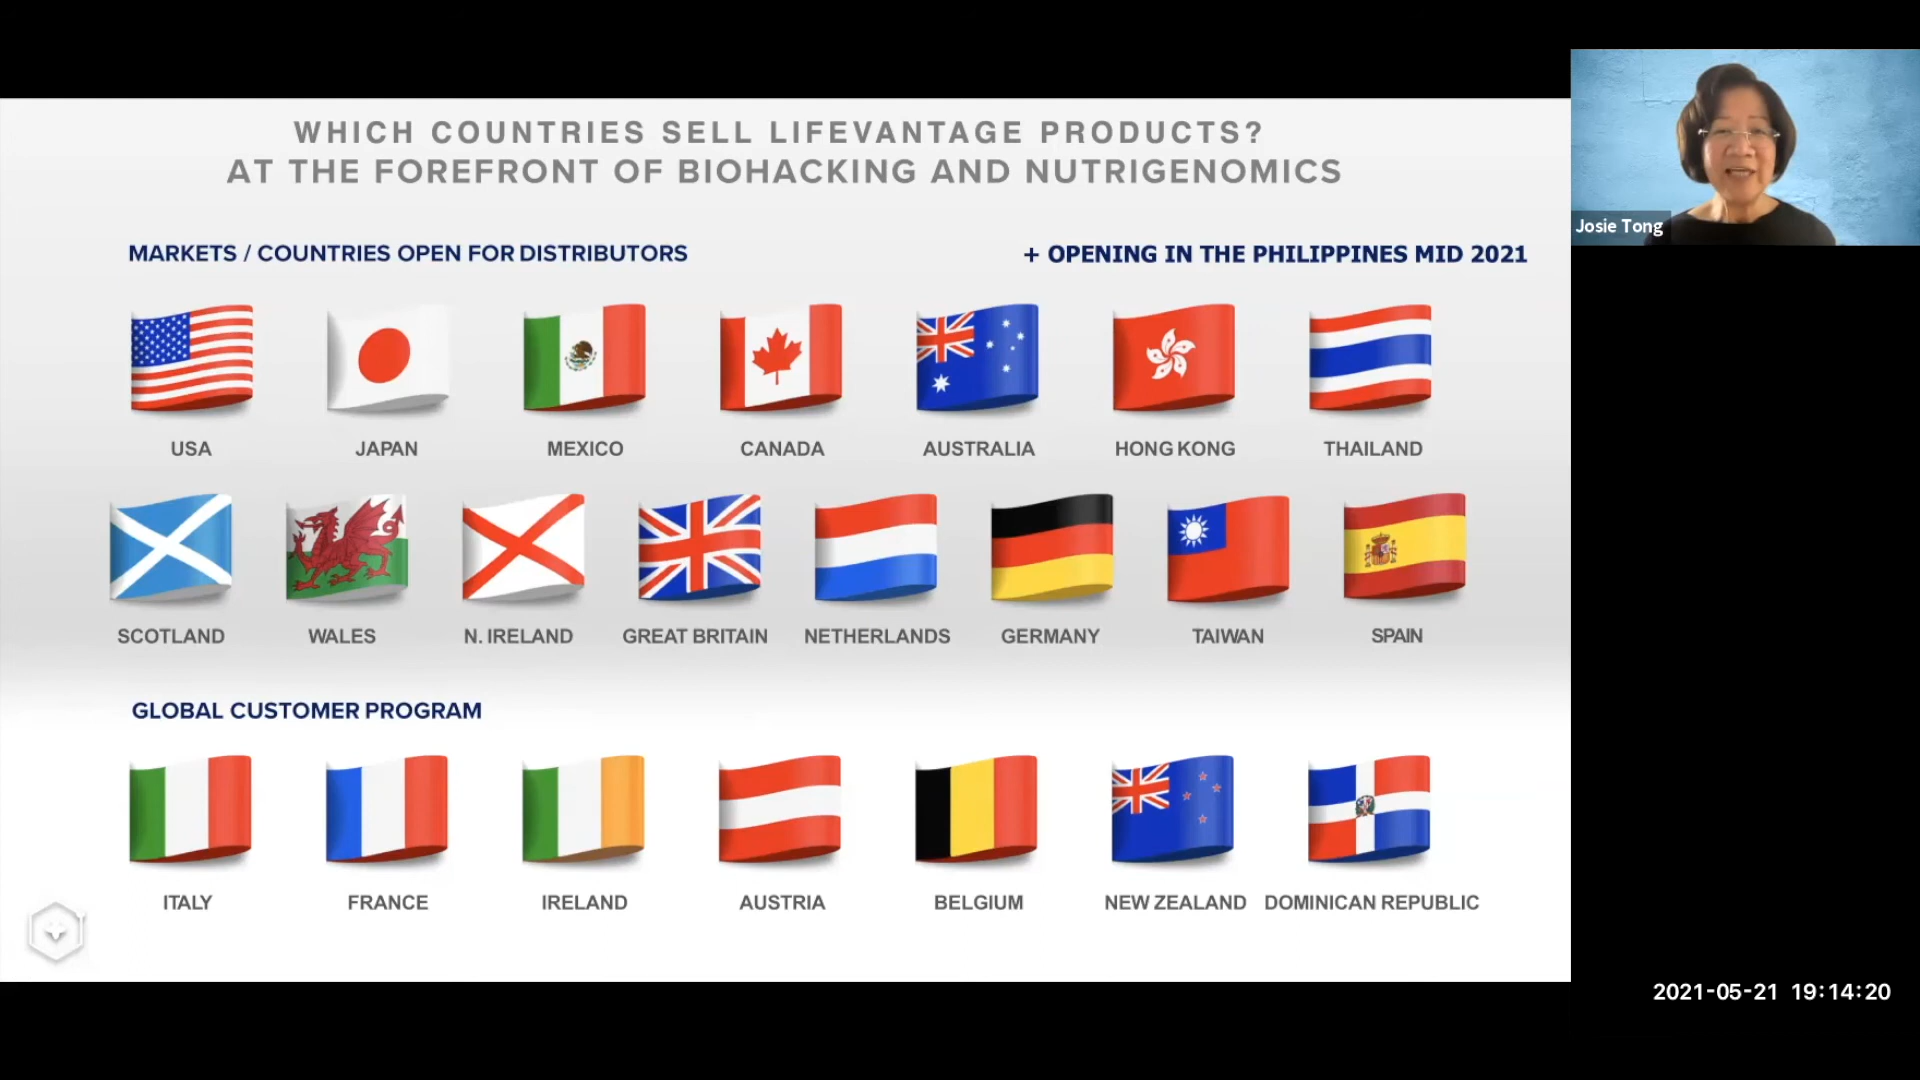 WHICH COUNTRIES SELL LIFEVANTAGE PRODUCTS?
AT THE FOREFRONT OF BIOHACKING AND NUTRIGENOMICS
Josie Tong
MARKETS / COUNTRIES OPEN FOR DISTRIBUTORS
+ OPENING IN THE PHILIPPINES MID 2021
USA
JAPAN
MEXICO
CANADA
AUSTRALIA
HONG KONG
THAILAND
SCOTLAND
WALES
N. IRELAND
GREAT BRITAIN
NETHERLANDS
GERMANY
TAIWAN
SPAIN
GLOBAL CUSTOMER PROGRAM
ITALY
FRANCE
IRELAND
AUSTRIA
BELGIUM
NEW ZEALAND
DOMINICAN REPUBLIC
2021-05-21 19:14:20